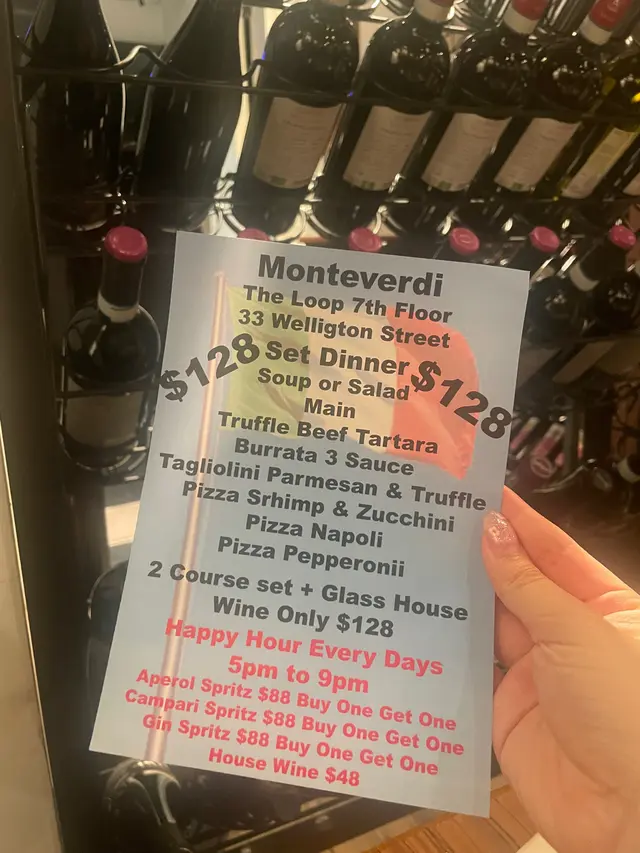 Monteverdi
The Loop 7th Floor
33 Welligton Street
$128 Set Dinner $128
Soup or Salad
Main
Truffle Beef Tartara
Burrata 3 Sauce
Tagliolini Parmesan & Truffle
Pizza Srhimp & Zucchini
Pizza Napoli
Pizza Pepperonii
2 Course set + Glass House
Wine Only $128
Happy Hour Every Days
5pm to 9pm
Aperol Spritz $88 Buy One Get One
Campari Spritz $88 Buy One Get One
Gin Spritz $88 Buy One Get One
House Wine $48